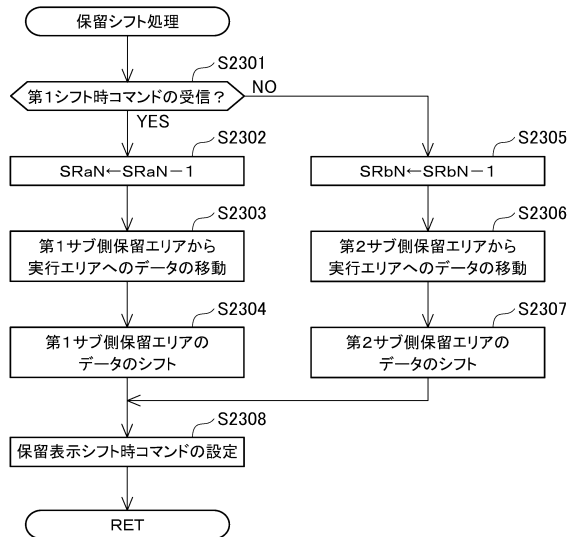 保留シフト処理
S2301
第1シフト時コマンドの受信？
NO
YES
S2302
SRaN←SRaN－1
S2303
第1サブ側保留エリアから
実行エリアへのデータの移動
S2304
第1サブ側保留エリアの
データのシフト
S2305
SRbN←SRbN－1
S2306
第2サブ側保留エリアから
実行エリアへのデータの移動
S2307
第2サブ側保留エリアの
データのシフト
S2308
保留表示シフト時コマンドの設定
RET